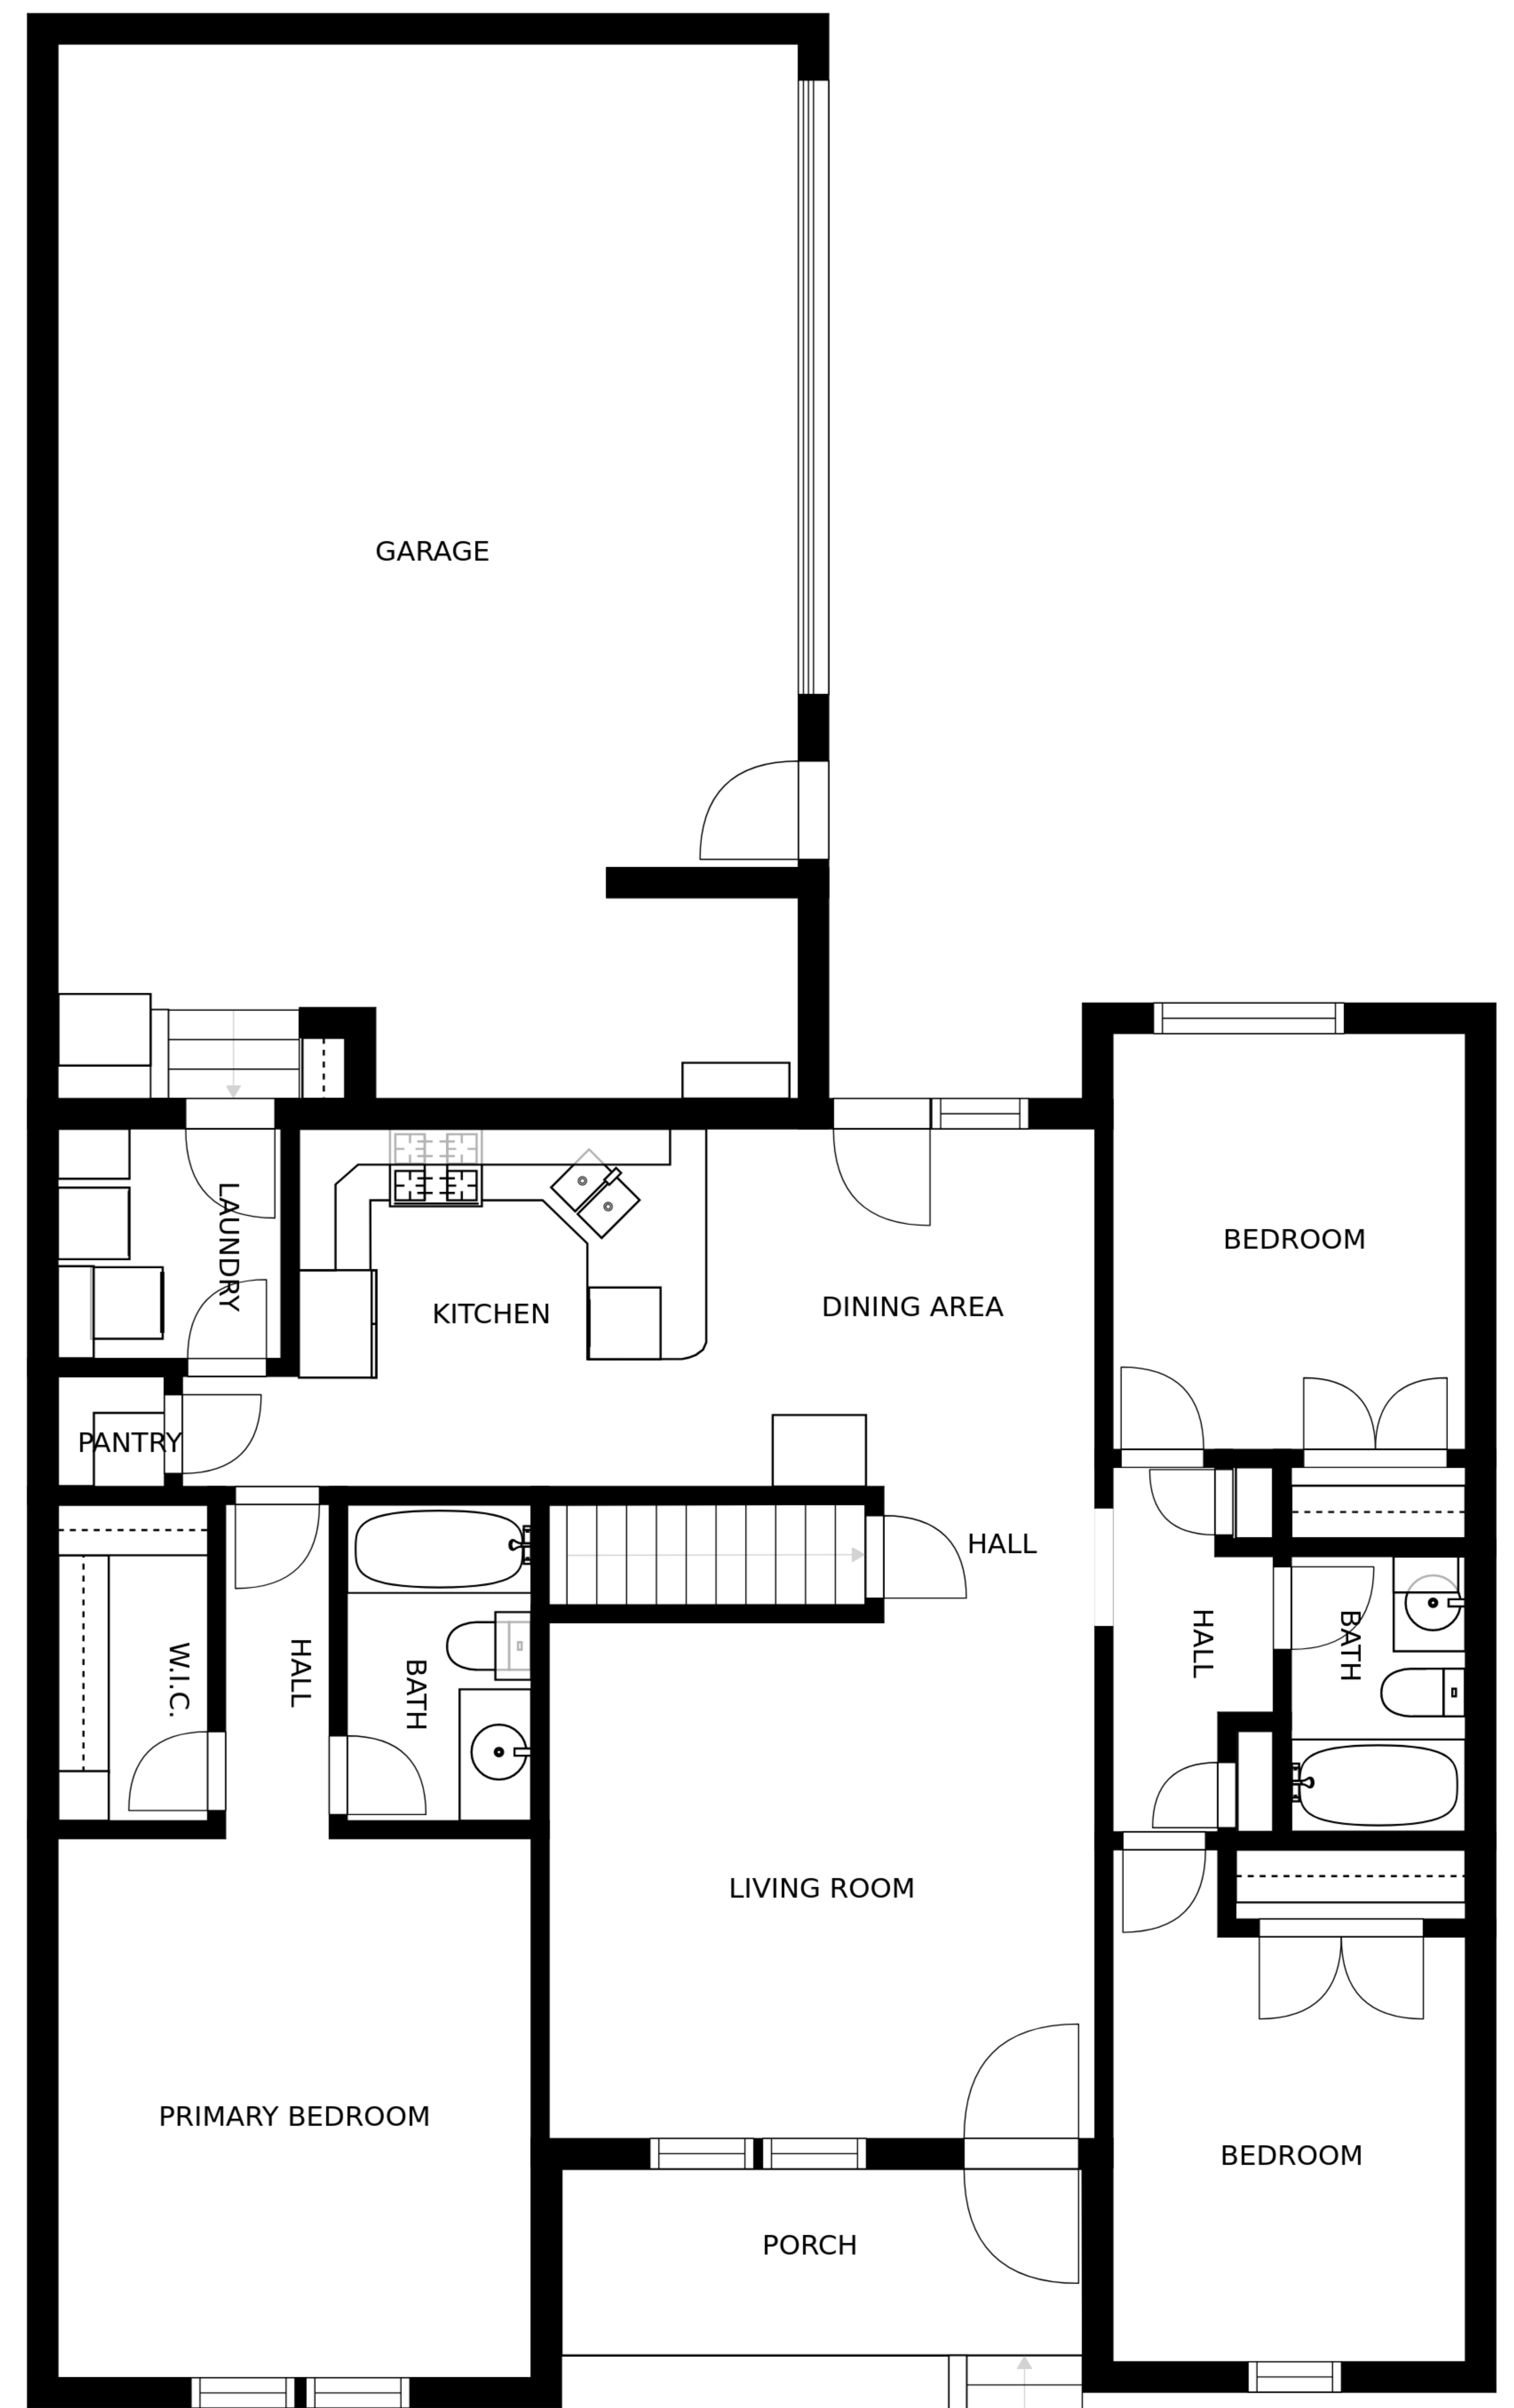 GARAGE
BEDROOM
LAUNDRY
KITCHEN
DINING AREA
PANTRY
HALL
W.I.C.
HALL
BATH
HALL
BATH
LIVING ROOM
PRIMARY BEDROOM
BEDROOM
PORCH